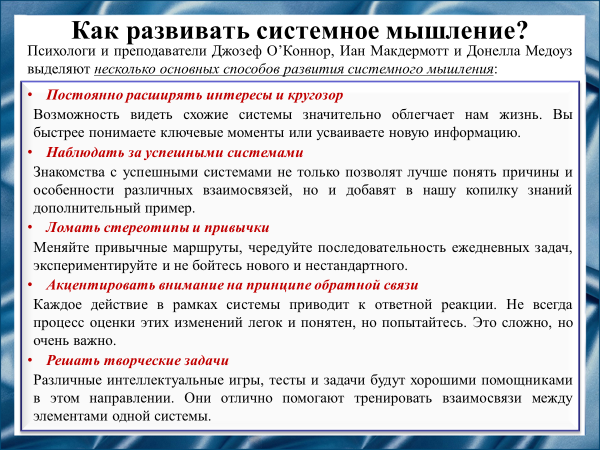 Как развивать системное мышление?
Психологи и преподаватели Джозеф О’Коннор, Иан Макдермотт и Донелла Медоуз
выделяют несколько основных способов развития системного мышления:
• Постоянно расширять интересы и кругозор
Возможность видеть схожие системы значительно облегчает нам жизнь. Вы
быстрее понимаете ключевые моменты или усваиваете новую информацию.
• Наблюдать за успешными системами
Знакомства с успешными системами не только позволят лучше понять причины и
особенности различных взаимосвязей, но и добавят в нашу копилку знаний
дополнительный пример.
• Ломать стереотипы и привычки
Меняйте привычные маршруты, чередуйте последовательность ежедневных задач,
экспериментируйте и не бойтесь нового и нестандартного.
• Акцентировать внимание на принципе обратной связи
Каждое действие в рамках системы приводит к ответной реакции. Не всегда
процесс оценки этих изменений легок и понятен, но попытайтесь. Это сложно, но
очень важно.
• Решать творческие задачи
Различные интеллектуальные игры, тесты и задачи будут хорошими помощниками
в этом направлении. Они отлично помогают тренировать взаимосвязи между
элементами одной системы.